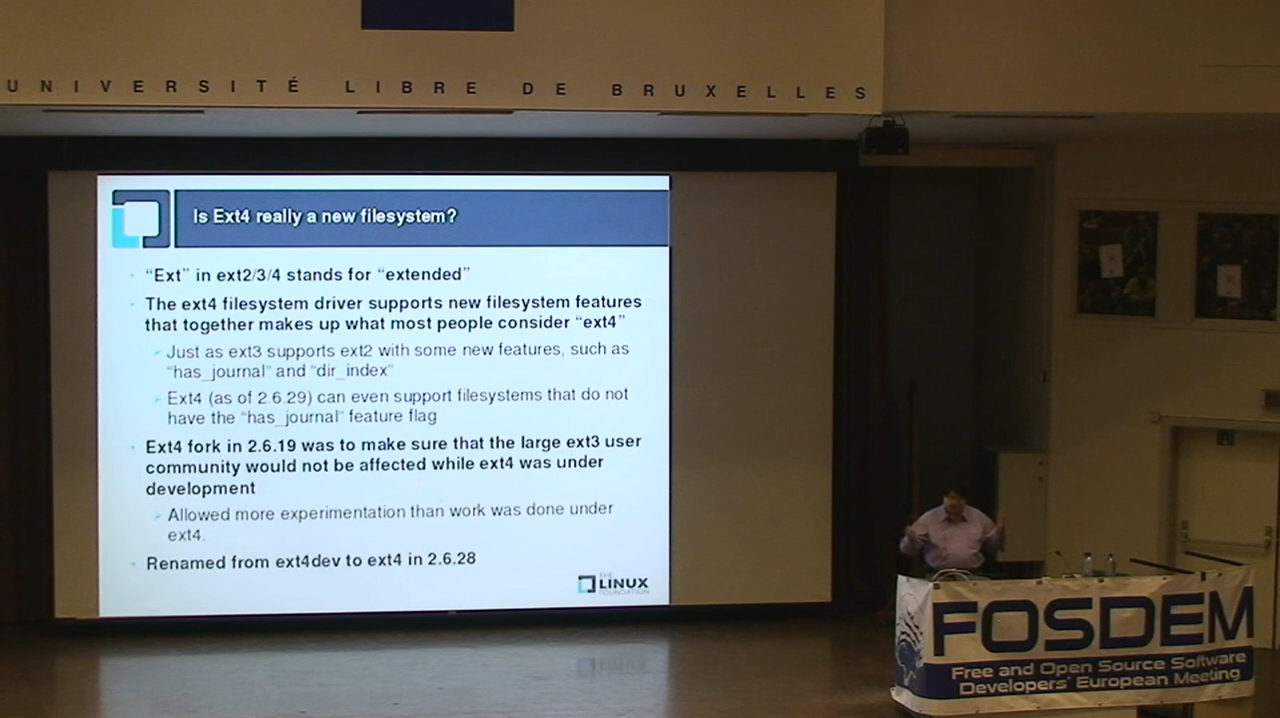 UNIVERSITÉ LIBRE DE BRUXELLES
Is Ext4 really a new filesystem?
“Ext” in ext2/3/4 stands for “extended”
The ext4 filesystem driver supports new filesystem features
that together makes up what most people consider “ext4”
Just as ext3 supports ext2 with some new features, such as
“has_journal” and “dir_index”
Ext4 (as of 2.6.29) can even support filesystems that do not
have the “has_journal” feature flag
Ext4 fork in 2.6.19 was to make sure that the large ext3 user
community would not be affected while ext4 was under
development
Allowed more experimentation than work was done under
ext4.
Renamed from ext4dev to ext4 in 2.6.28
THE
LINUX
FOUNDATION
FOSDEM
Free and Open Source Software
Developers' European Meeting